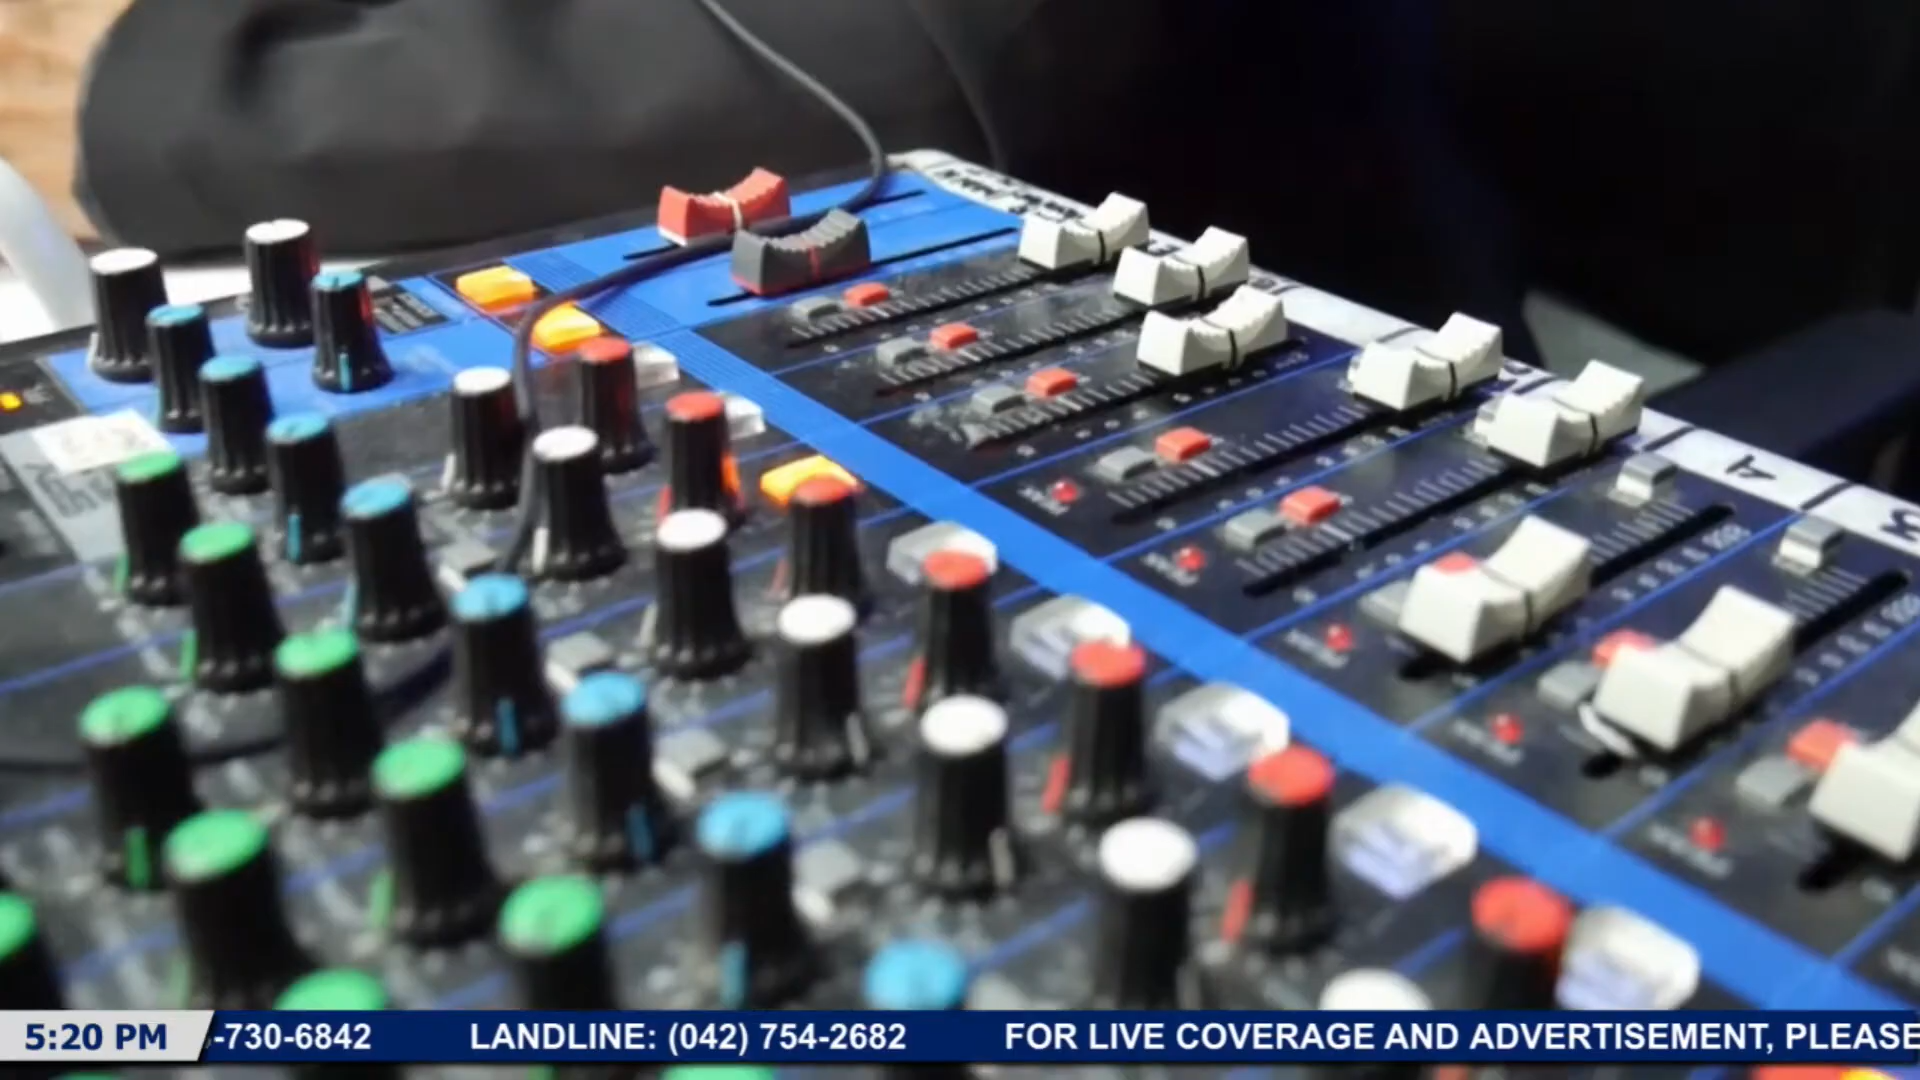 A
5:20 PM
-730-6842 LANDLINE: (042) 754-2682 FOR LIVE COVERAGE AND ADVERTISEMENT, PLEASE